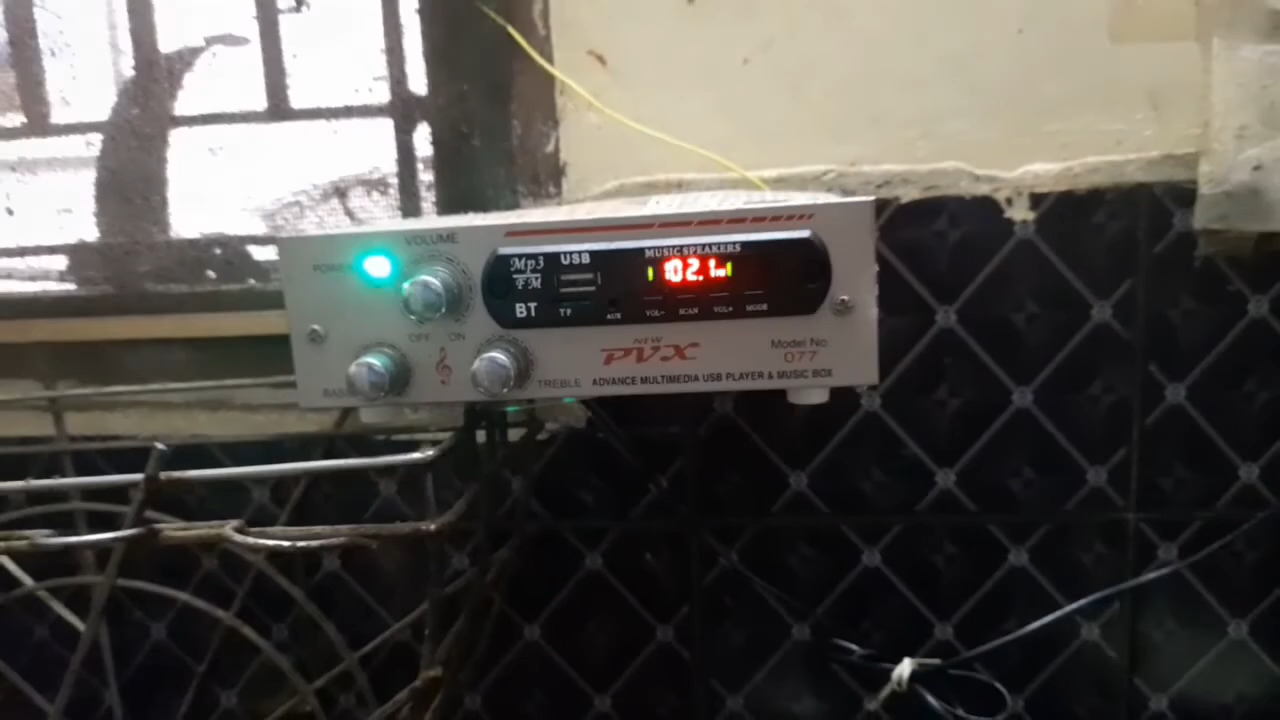 VOLUME
POWER
OFF ON
BASS
TREBLE
Mp3
FM
BT
USB
TF
AUX
MUSIC SPEAKERS
102.1
VOL- SCAN VOL+ MODE
NEW
PVX
Model No.
077
ADVANCE MULTIMEDIA USB PLAYER & MUSIC BOX